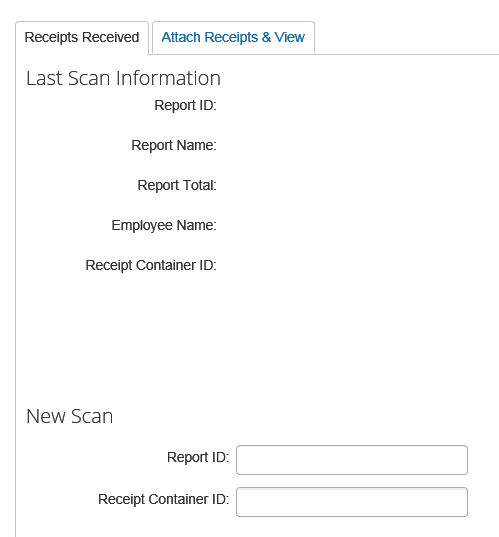 Receipts Received
Attach Receipts & View
Last Scan Information
Report ID:
Report Name:
Report Total:
Employee Name:
Receipt Container ID:
New Scan
Report ID:
Receipt Container ID: